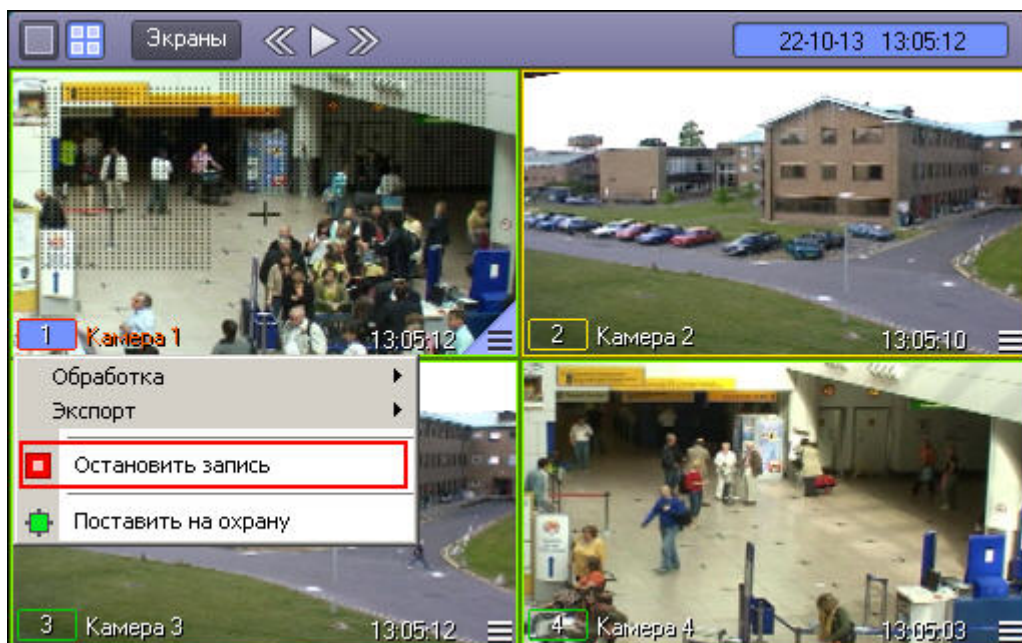 Экраны
22-10-13 13:05:12
1 Камера 1 13:05:12
2 Камера 2 13:05:10
Обработка
Экспорт
Остановить запись
Поставить на охрану
3 Камера 3 13:05:12
4 Камера 4 13:05:03